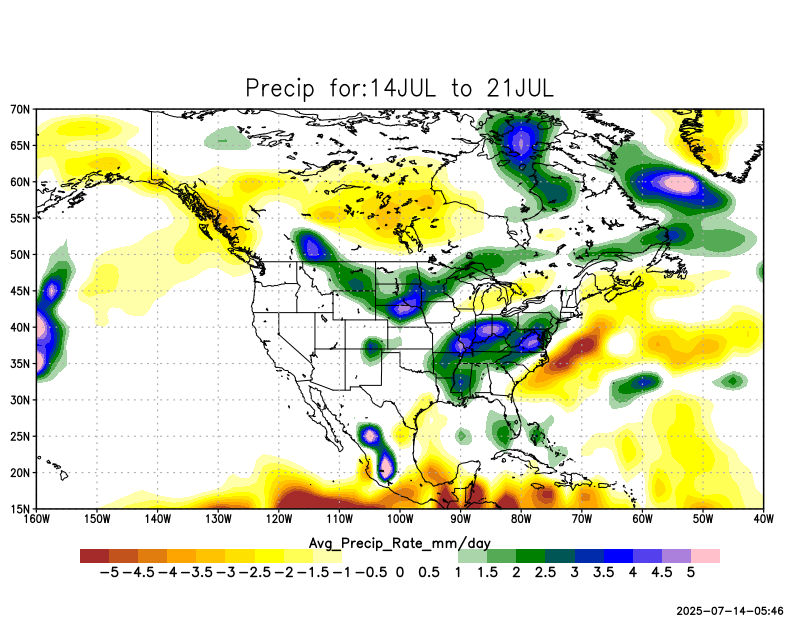 Precip for:14JUL to 21JUL
70N
65N
60N
55N
50N
45N
40N
35N
30N
25N
20N
15N
160W 150W 140W 130W 120W 110W 100W 90W 80W 70W 60W 50W 40W
Avg_Precip_Rate_mm/day
-5 -4.5 -4 -3.5 -3 -2.5 -2 -1.5 -1 -0.5 0 0.5 1 1.5 2 2.5 3 3.5 4 4.5 5
2025-07-14-05:46